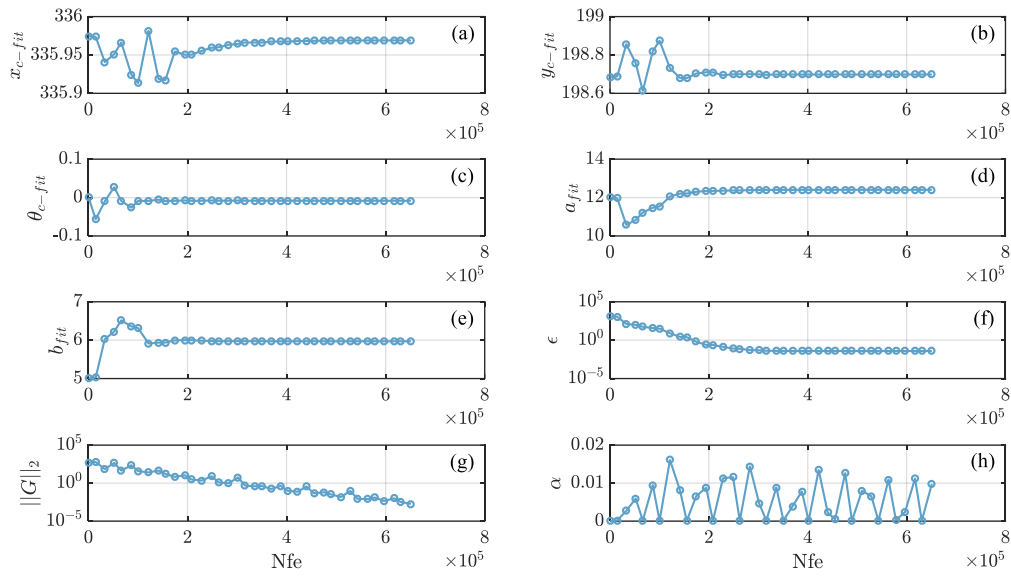 336
335.95
335.9
x_{c-fit}
(a)
0 2 4 6 8
×10^5
199
198.8
198.6
y_{c-fit}
(b)
0 2 4 6 8
×10^5
0.1
0
-0.1
θ_{c-fit}
(c)
0 2 4 6 8
×10^5
14
12
10
a_{fit}
(d)
0 2 4 6 8
×10^5
7
6
5
b_{fit}
(e)
0 2 4 6 8
×10^5
10^5
10^0
10^{-5}
ϵ
(f)
0 2 4 6 8
×10^5
10^5
10^0
10^{-5}
||G||_2
(g)
0 2 4 6 8
Nfe
×10^5
0.02
0.01
0
α
(h)
0 2 4 6 8
Nfe
×10^5